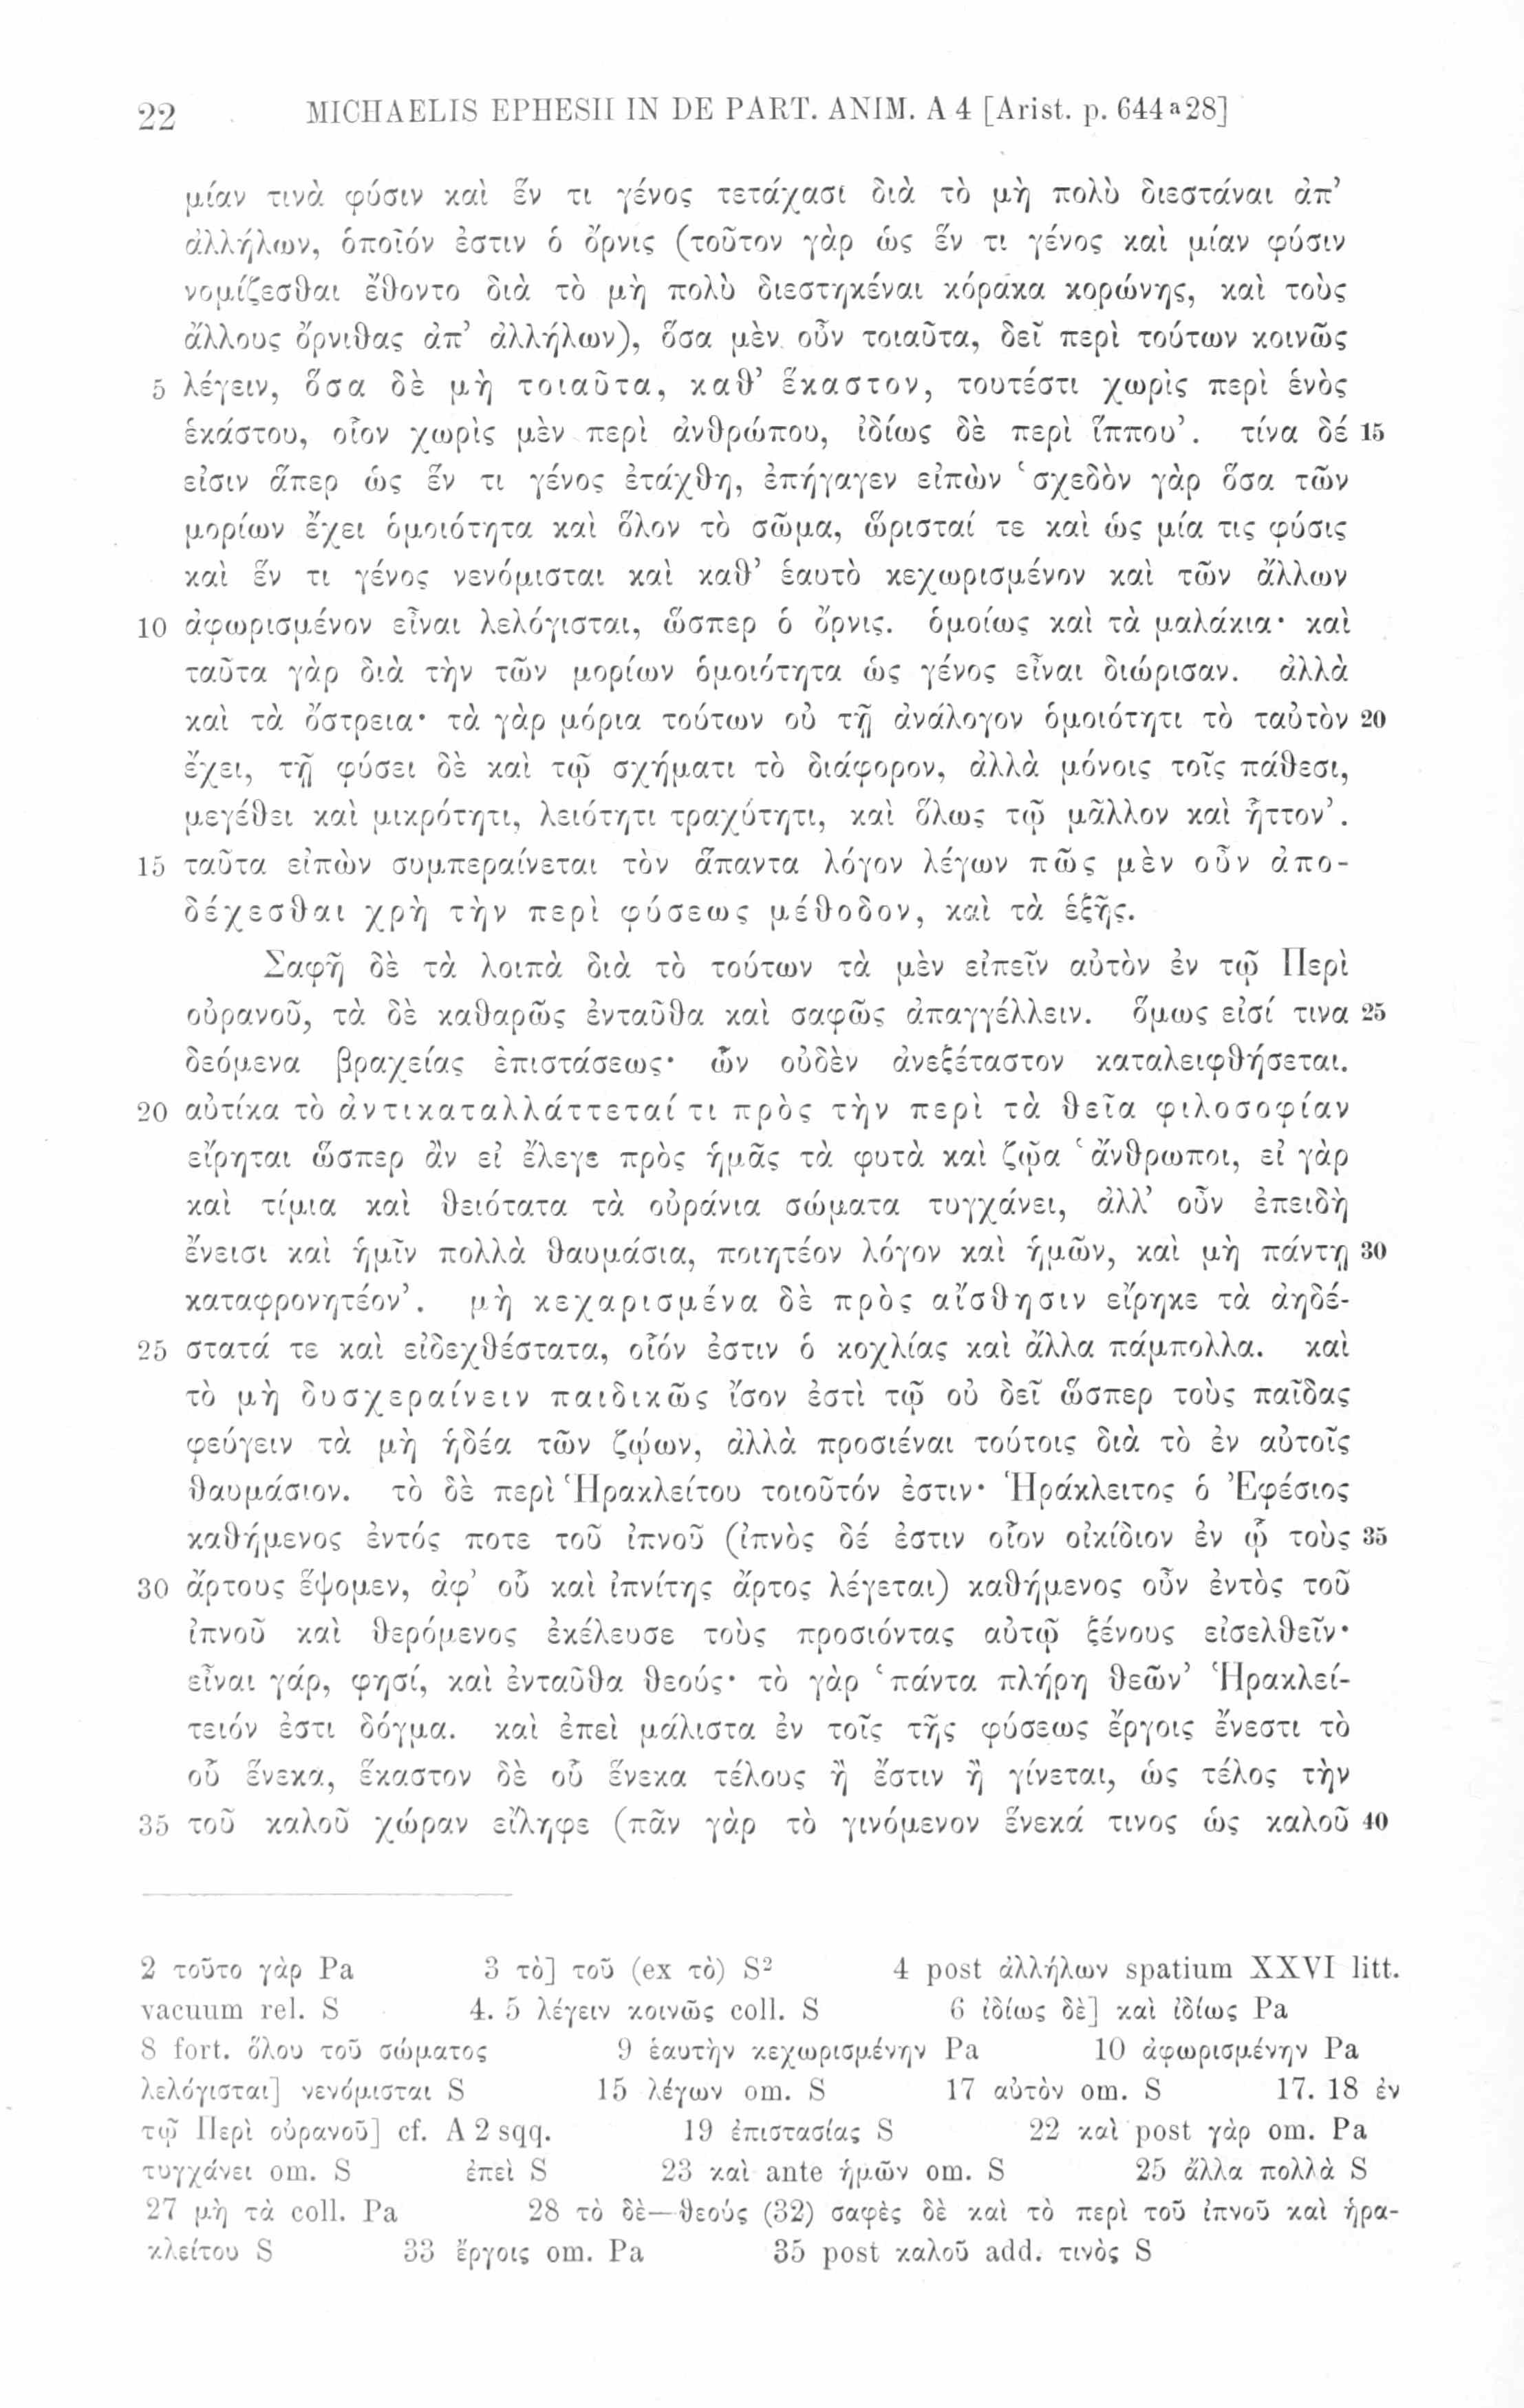 22 MICHAELIS EPHESII IN DE PART. ANIM. A 4 [Arist. p. 644ª28]
μίαν τινὰ φύσιν καὶ ἕν τι γένος τετάχασι διὰ τὸ μὴ πολὺ διεστάναι ἀπ’
ἀλλήλων, ὁποῖόν ἐστιν ὁ ὄρνις (τοῦτον γὰρ ὡς ἕν τι γένος καὶ μίαν φύσιν
νομίζεσθαι ἔθοντο διὰ τὸ μὴ πολὺ διεστηκέναι κόρακα κορώνης, καὶ τοὺς
ἄλλους ὄρνιθας ἀπ’ ἀλλήλων), ὅσα μὲν οὖν τοιαῦτα, δεῖ περὶ τούτων κοινῶς
5 λέγειν, ὅσα δὲ μὴ τοιαῦτα, καθ’ ἕκαστον, τουτέστι χωρὶς περὶ ἑνὸς
ἑκάστου, οἷον χωρὶς μὲν περὶ ἀνθρώπου, ἰδίως δὲ περὶ ἵππου’. τίνα δέ 15
εἰσιν ἅπερ ὡς ἕν τι γένος ἐτάχθη, ἐπήγαγεν εἰπὼν ‘σχεδὸν γὰρ ὅσα τῶν
μορίων ἔχει ὁμοιότητα καὶ ὅλον τὸ σῶμα, ὥρισταί τε καὶ ὡς μία τις φύσις
καὶ ἕν τι γένος νενόμισται καὶ καθ’ ἑαυτὸ κεχωρισμένον καὶ τῶν ἄλλων
10 ἀφωρισμένον εἶναι λελόγισται, ὥσπερ ὁ ὄρνις. ὁμοίως καὶ τὰ μαλάκια· καὶ
ταῦτα γὰρ διὰ τὴν τῶν μορίων ὁμοιότητα ὡς γένος εἶναι διώρισαν. ἀλλὰ
καὶ τὰ ὄστρεια· τὰ γὰρ μόρια τούτων οὐ τῇ ἀνάλογον ὁμοιότητι τὸ ταὐτὸν 20
ἔχει, τῇ φύσει δὲ καὶ τῷ σχήματι τὸ διάφορον, ἀλλὰ μόνοις τοῖς πάθεσι,
μεγέθει καὶ μικρότητι, λειότητι τραχύτητι, καὶ ὅλως τῷ μᾶλλον καὶ ἧττον’.
15 ταῦτα εἰπὼν συμπεραίνεται τὸν ἅπαντα λόγον λέγων πῶς μὲν οὖν ἀπο-
δέχεσθαι χρὴ τὴν περὶ φύσεως μέθοδον, καὶ τὰ ἑξῆς.
Σαφῆ δὲ τὰ λοιπὰ διὰ τὸ τούτων τὰ μὲν εἰπεῖν αὐτὸν ἐν τῷ Περὶ
οὐρανοῦ, τὰ δὲ καθαρῶς ἐνταῦθα καὶ σαφῶς ἀπαγγέλλειν. ὅμως εἰσί τινα 25
δεόμενα βραχείας ἐπιστάσεως· ὧν οὐδὲν ἀνεξέταστον καταλειφθήσεται.
20 αὐτίκα τὸ ἀντικαταλλάττεταί τι πρὸς τὴν περὶ τὰ θεῖα φιλοσοφίαν
εἴρηται ὥσπερ ἂν εἰ ἔλεγε πρὸς ἡμᾶς τὰ φυτὰ καὶ ζῷα ‘ἄνθρωποι, εἰ γὰρ
καὶ τίμια καὶ θειότατα τὰ οὐράνια σώματα τυγχάνει, ἀλλ’ οὖν ἐπειδὴ
ἔνεισι καὶ ἡμῖν πολλὰ θαυμάσια, ποιητέον λόγον καὶ ἡμῶν, καὶ μὴ πάντῃ 30
καταφρονητέον’. μὴ κεχαρισμένα δὲ πρὸς αἴσθησιν εἴρηκε τὰ ἀηδέ-
25 στατά τε καὶ εἰδεχθέστατα, οἷόν ἐστιν ὁ κοχλίας καὶ ἄλλα πάμπολλα. καὶ
τὸ μὴ δυσχεραίνειν παιδικῶς ἴσον ἐστὶ τῷ οὐ δεῖ ὥσπερ τοὺς παῖδας
φεύγειν τὰ μὴ ἡδέα τῶν ζῴων, ἀλλὰ προσιέναι τούτοις διὰ τὸ ἐν αὐτοῖς
θαυμάσιον. τὸ δὲ περὶ Ἡρακλείτου τοιοῦτόν ἐστιν· Ἡράκλειτος ὁ Ἐφέσιος
καθήμενος ἐντός ποτε τοῦ ἰπνοῦ (ἰπνὸς δέ ἐστιν οἷον οἰκίδιον ἐν ᾧ τοὺς 35
30 ἄρτους ἕψομεν, ἀφ’ οὗ καὶ ἰπνίτης ἄρτος λέγεται) καθήμενος οὖν ἐντὸς τοῦ
ἰπνοῦ καὶ θερόμενος ἐκέλευσε τοὺς προσιόντας αὐτῷ ξένους εἰσελθεῖν·
εἶναι γάρ, φησί, καὶ ἐνταῦθα θεούς· τὸ γὰρ ‘πάντα πλήρη θεῶν’ Ἡρακλεί-
τειόν ἐστι δόγμα. καὶ ἐπεὶ μάλιστα ἐν τοῖς τῆς φύσεως ἔργοις ἔνεστι τὸ
οὗ ἕνεκα, ἕκαστον δὲ οὗ ἕνεκα τέλους ἢ ἔστιν ἢ γίνεται, ὡς τέλος τὴν
35 τοῦ καλοῦ χώραν εἴληφε (πᾶν γὰρ τὸ γινόμενον ἕνεκά τινος ὡς καλοῦ 40
2 τοῦτο γὰρ Pa 3 τὸ] τοῦ (ex τὸ) S² 4 post ἀλλήλων spatium XXVI litt.
vacuum rel. S 4. 5 λέγειν κοινῶς coll. S 6 ἰδίως δὲ] καὶ ἰδίως Pa
8 fort. ὅλου τοῦ σώματος 9 ἑαυτὴν κεχωρισμένην Pa 10 ἀφωρισμένην Pa
λελόγισται] νενόμισται S 15 λέγων om. S 17 αὐτὸν om. S 17. 18 ἐν
τῷ Περὶ οὐρανοῦ] cf. A 2 sqq. 19 ἐπιστασίας S 22 καὶ post γὰρ om. Pa
τυγχάνει om. S ἐπεὶ S 23 καὶ ante ἡμῶν om. S 25 ἄλλα πολλὰ S
27 μὴ τὰ coll. Pa 28 τὸ δὲ—θεούς (32) σαφὲς δὲ καὶ τὸ περὶ τοῦ ἰπνοῦ καὶ ἡρα-
κλείτου S 33 ἔργοις om. Pa 35 post καλοῦ add. τινὸς S